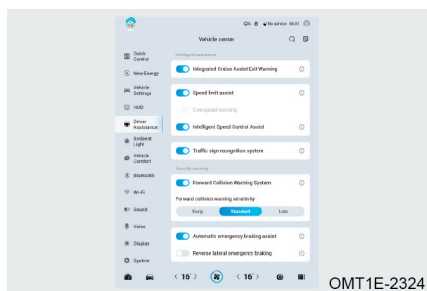 No service 16:31
Vehicle center
Intelligent assistance
Quick Control
Integrated Cruise Assist Exit Warning
New Energy
Vehicle Settings
Speed limit assist
HUD
Overspeed warning
Driver Assistance
Intelligent Speed Control Assist
Ambient Light
Traffic sign recognition system
Vehicle Comfort
Security warning
Bluetooth
Forward Collision Warning System
Wi-Fi
Forward collision warning sensitivity
Sound
Early Standard Late
Voice
Automatic emergency braking assist
Display
Reverse lateral emergency braking
System
< 16° > < 16° >
OMT1E-2324